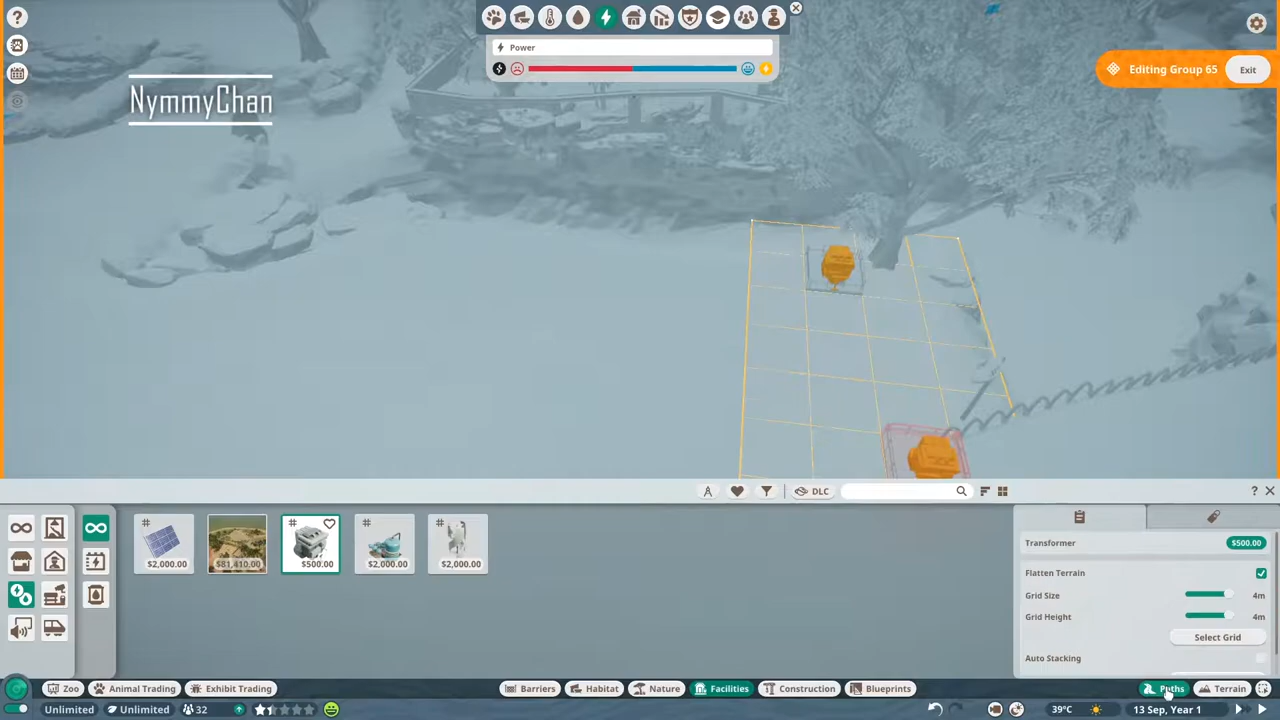 Power
Editing Group 65
Exit
NymmyChan
DLC
$2,000.00
$81,410.00
$500.00
$2,000.00
$2,000.00
Transformer
$500.00
Flatten Terrain
Grid Size
4m
Grid Height
4m
Select Grid
Auto Stacking
Zoo
Animal Trading
Exhibit Trading
Barriers
Habitat
Nature
Facilities
Construction
Blueprints
Paths
Terrain
Unlimited
Unlimited
32
39°C
13 Sep, Year 1